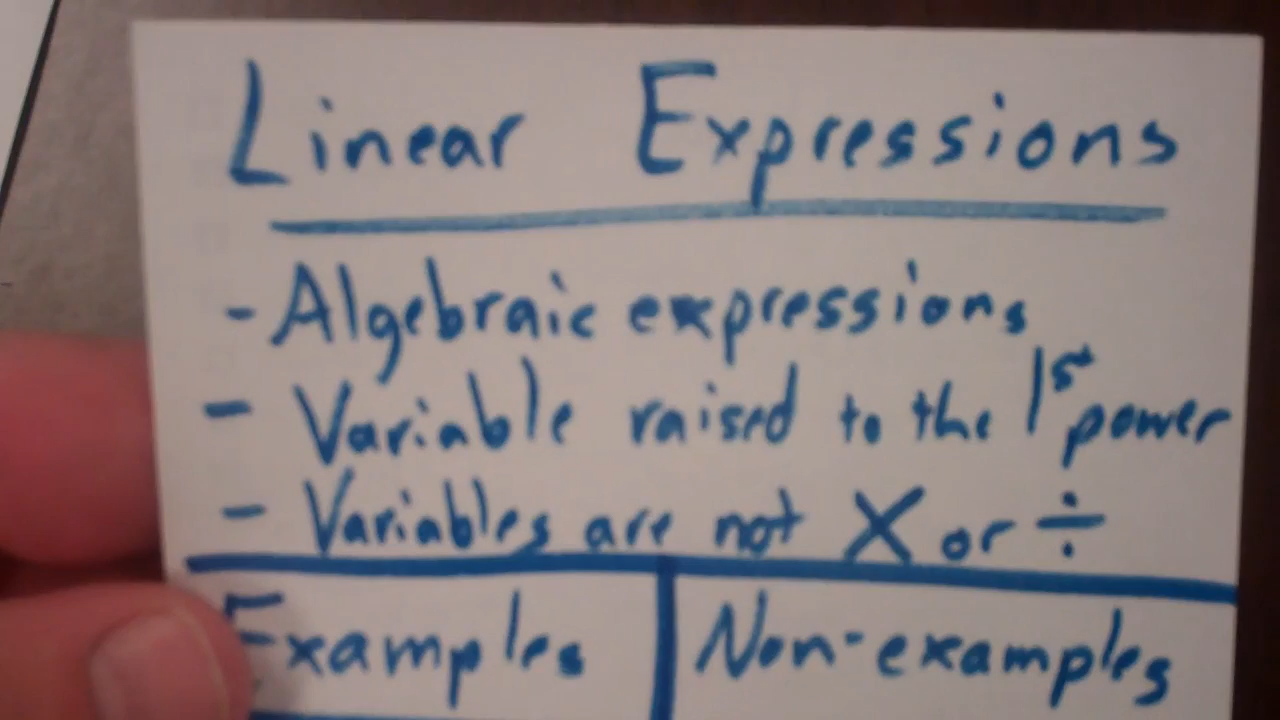 Linear Expressions
- Algebraic expressions
- Variable raised to the 1st power
- Variables are not X or ÷
Examples Non-examples